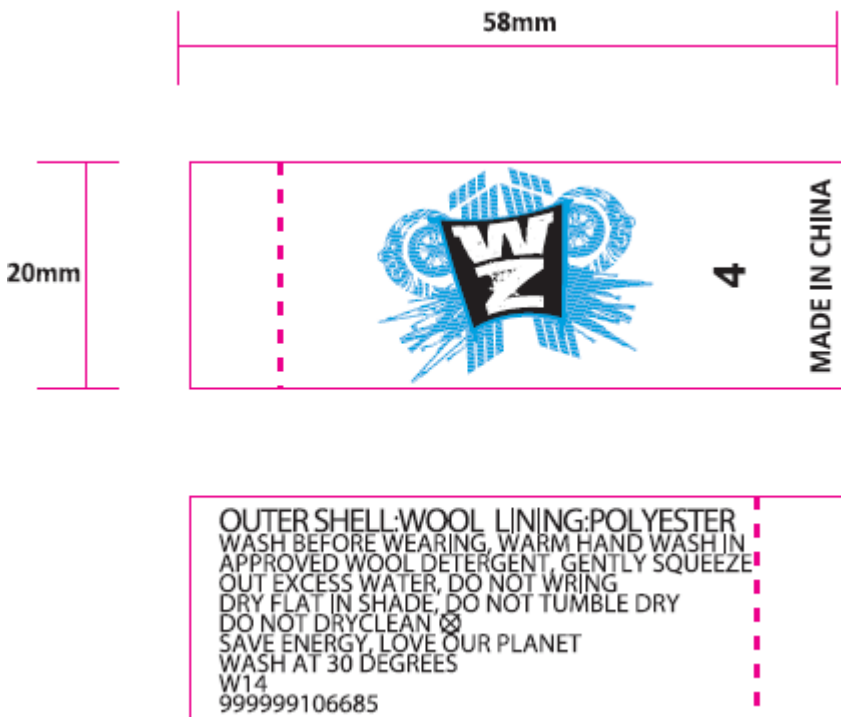 58mm
20mm
WZ
4
MADE IN CHINA
OUTER SHELL:WOOL LINING:POLYESTER
WASH BEFORE WEARING, WARM HAND WASH IN
APPROVED WOOL DETERGENT, GENTLY SQUEEZE
OUT EXCESS WATER, DO NOT WRING
DRY FLAT IN SHADE, DO NOT TUMBLE DRY
DO NOT DRYCLEAN
SAVE ENERGY, LOVE OUR PLANET
WASH AT 30 DEGREES
W14
999999106685